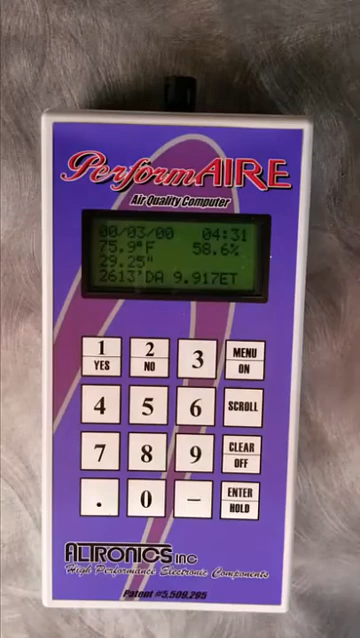 PerformAIRE
Air Quality Computer
00/03/00 04:31
75.9°F 58.6%
29.25"
2613'DA 9.917ET
1 YES 2 NO 3 MENU ON
4 5 6 SCROLL
7 8 9 CLEAR OFF
. 0 – ENTER HOLD
ALTRONICS INC
High Performance Electronic Components
Patent #5,509,295